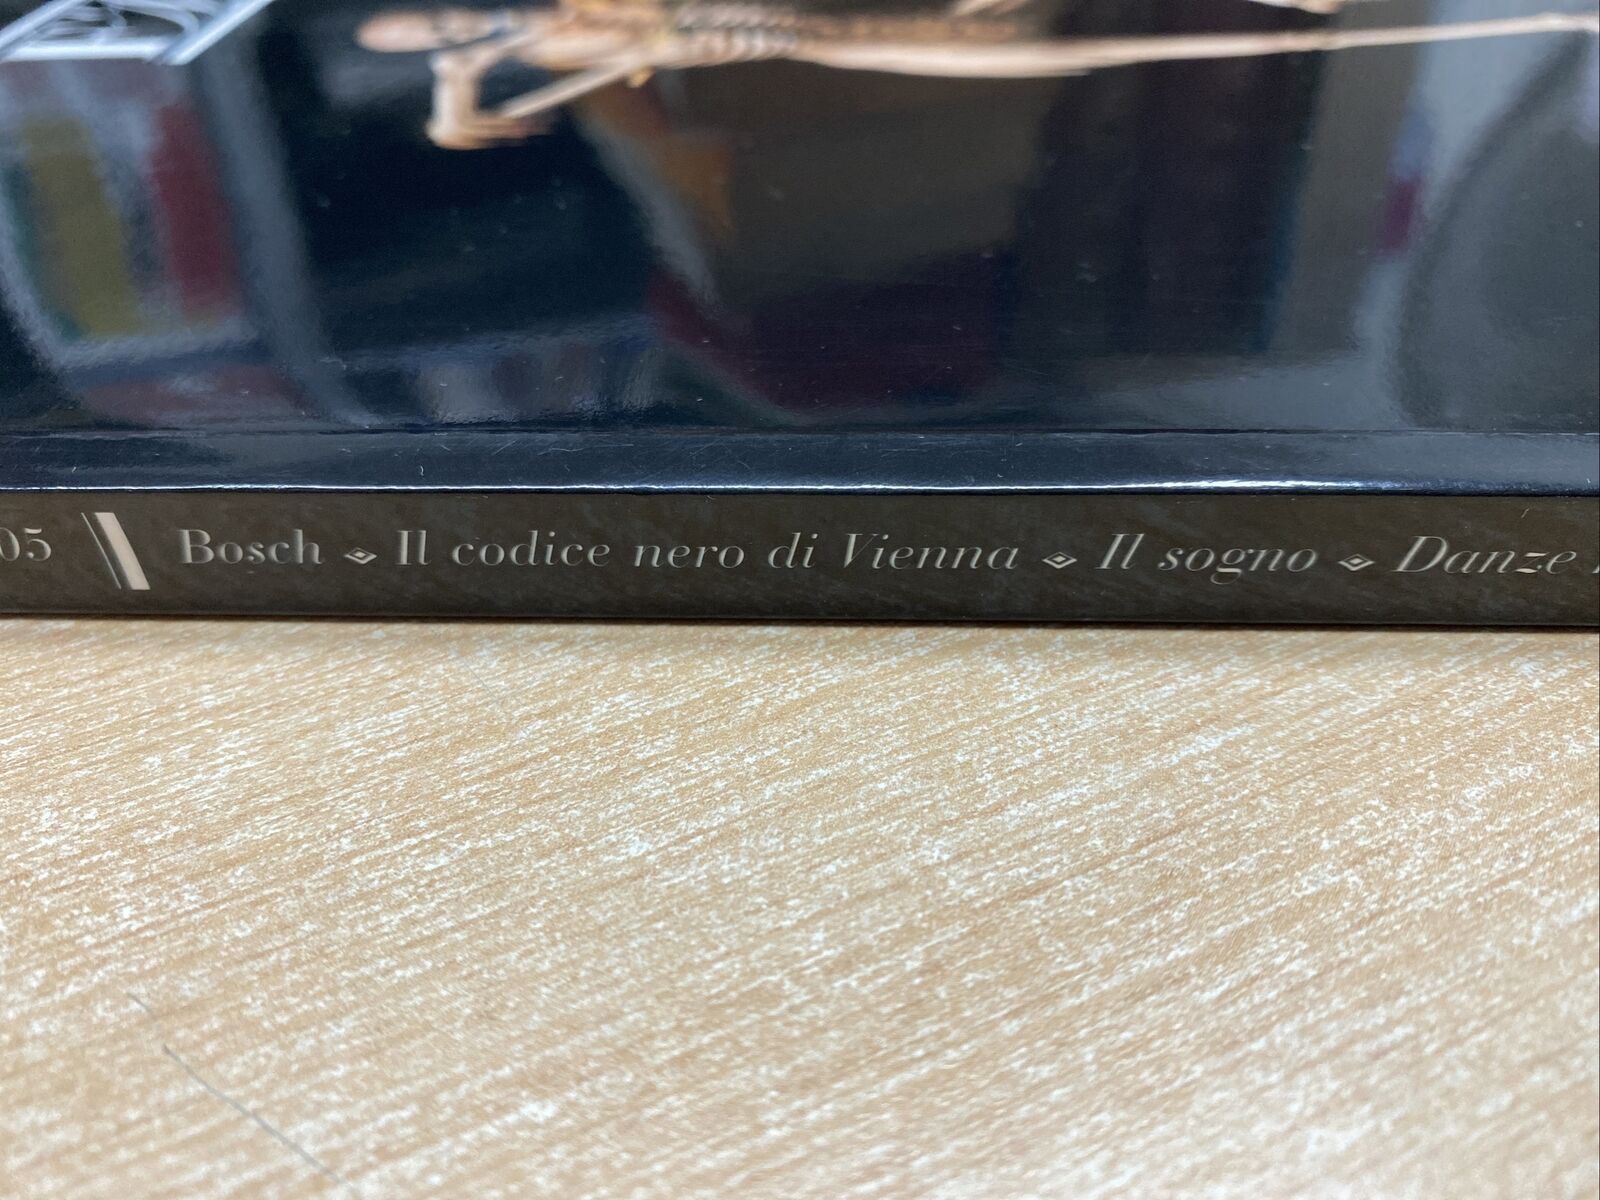 05 Bosch ◈ Il codice nero di Vienna ◈ Il sogno ◈ Danze